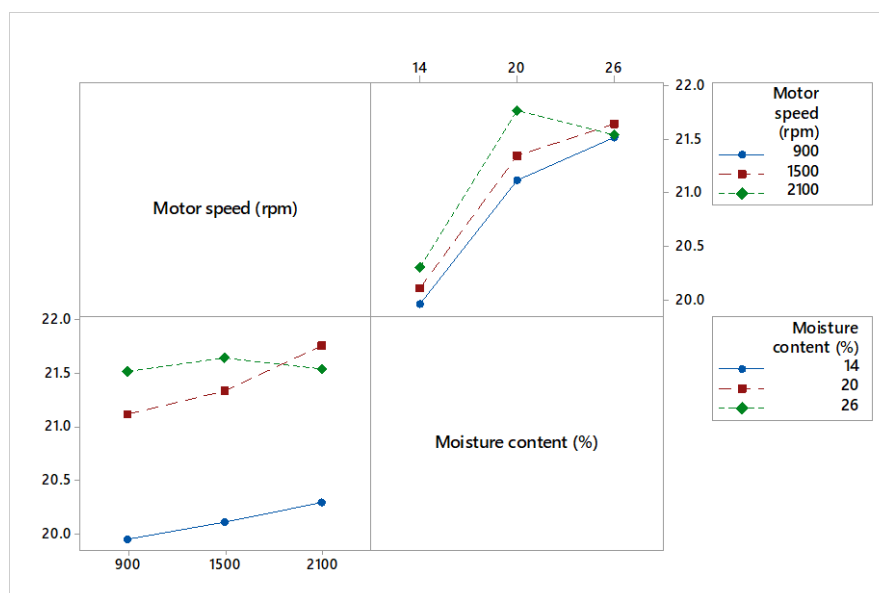 14 20 26
22.0
21.5
21.0
20.5
20.0
Motor
speed
(rpm)
900
1500
2100
Motor speed (rpm)
22.0
21.5
21.0
20.5
20.0
Moisture content (%)
Moisture
content (%)
14
20
26
900 1500 2100